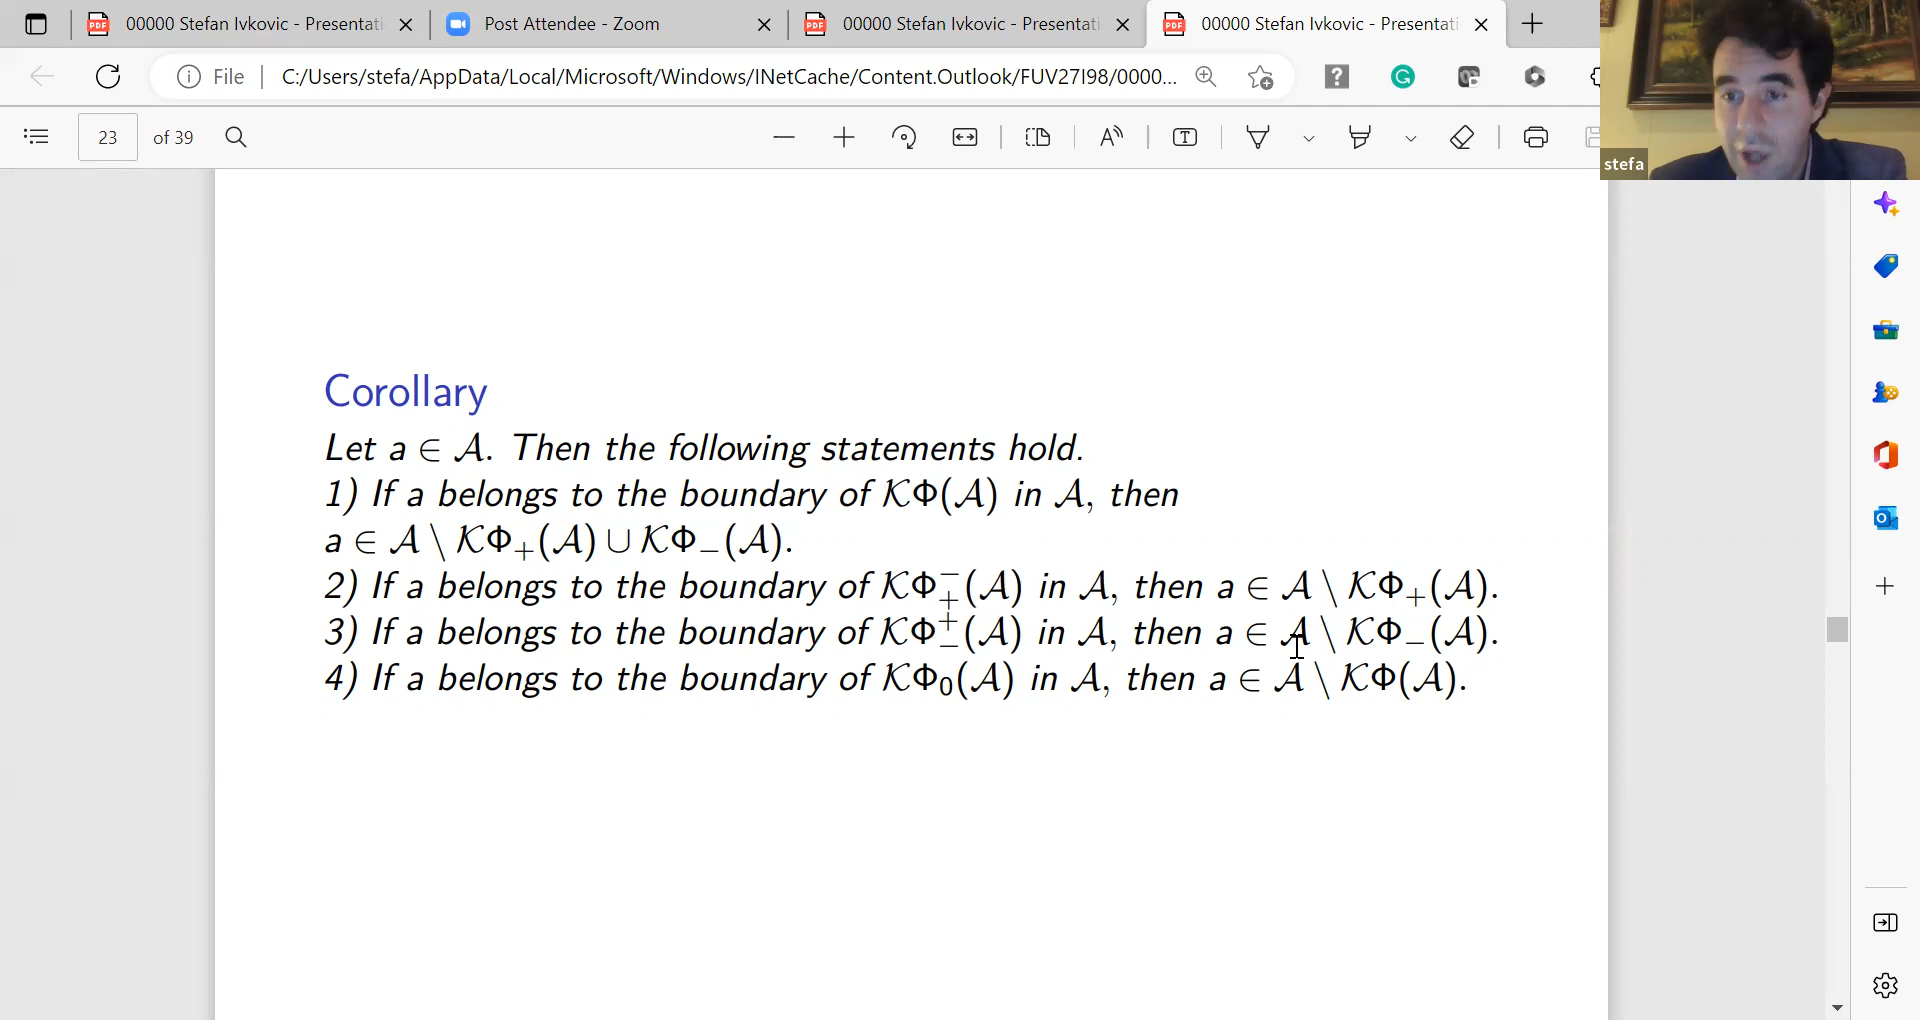 00000 Stefan Ivkovic - Presentati
Post Attendee - Zoom
00000 Stefan Ivkovic - Presentati
00000 Stefan Ivkovic - Presentati
File
C:/Users/stefa/AppData/Local/Microsoft/Windows/INetCache/Content.Outlook/FUV27I98/0000...
23 of 39
stefa
Corollary
Let a ∈ 𝒜. Then the following statements hold.
1) If a belongs to the boundary of 𝒦Φ(𝒜) in 𝒜, then
a ∈ 𝒜 \ 𝒦Φ₊(𝒜) ∪ 𝒦Φ₋(𝒜).
2) If a belongs to the boundary of 𝒦Φ₊⁻(𝒜) in 𝒜, then a ∈ 𝒜 \ 𝒦Φ₊(𝒜).
3) If a belongs to the boundary of 𝒦Φ₋⁺(𝒜) in 𝒜, then a ∈ 𝒜 \ 𝒦Φ₋(𝒜).
4) If a belongs to the boundary of 𝒦Φ₀(𝒜) in 𝒜, then a ∈ 𝒜 \ 𝒦Φ(𝒜).